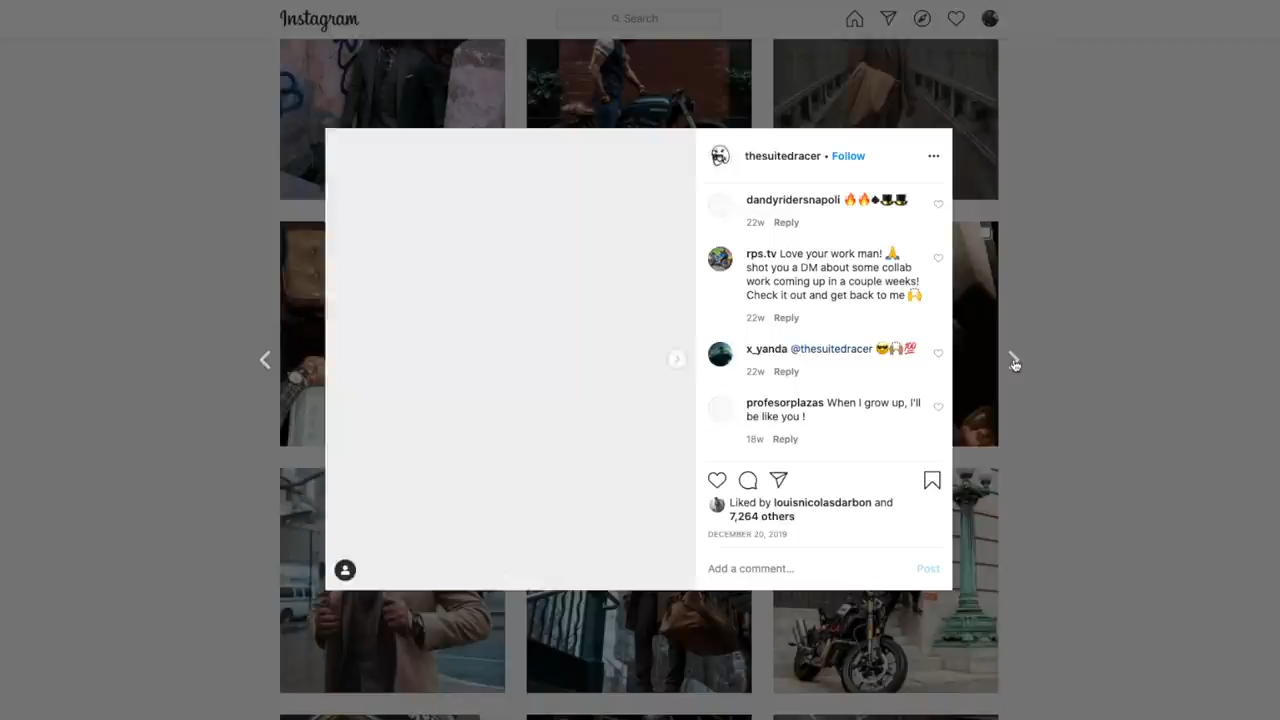 Instagram
Search
thesuitedracer • Follow
dandyridersnapoli 🔥🔥♠️🎩🎩
22w Reply
rps.tv Love your work man! 🙏
shot you a DM about some collab
work coming up in a couple weeks!
Check it out and get back to me 🙌
22w Reply
x_yanda @thesuitedracer 😎🙌🏽💯
22w Reply
profesorplazas When I grow up, I'll
be like you !
18w Reply
Liked by louisnicolasdarbon and
7,264 others
DECEMBER 20, 2019
Add a comment... Post